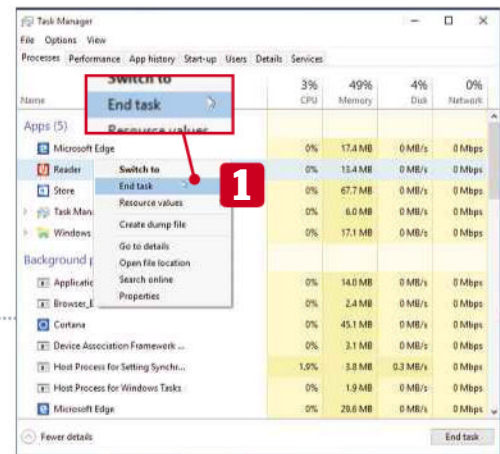 Task Manager
File Options View
Processes Performance App history Start-up Users Details Services
Switch to
End task
Resource values
3% 49% 4% 0%
Name CPU Memory Disk Network
Apps (5)
Microsoft Edge 0% 17.4 MB 0 MB/s 0 Mbps
Reader 0% 13.4 MB 0 MB/s 0 Mbps
Store 0% 67.7 MB 0 MB/s 0 Mbps
Task Man 0% 6.0 MB 0 MB/s 0 Mbps
Windows 0% 17.1 MB 0 MB/s 0 Mbps
Switch to
End task
Resource values
Create dump file
Go to details
Open file location
Search online
Properties
1
Background p
Applicatic 0% 14.0 MB 0 MB/s 0 Mbps
Browser_E 0% 2.4 MB 0 MB/s 0 Mbps
Cortana 0% 45.1 MB 0 MB/s 0 Mbps
Device Association Framework ... 0% 3.1 MB 0 MB/s 0 Mbps
Host Process for Setting Synchr... 1.9% 3.8 MB 0.3 MB/s 0 Mbps
Host Process for Windows Tasks 0% 1.9 MB 0 MB/s 0 Mbps
Microsoft Edge 0% 20.6 MB 0 MB/s 0 Mbps
Fewer details
End task